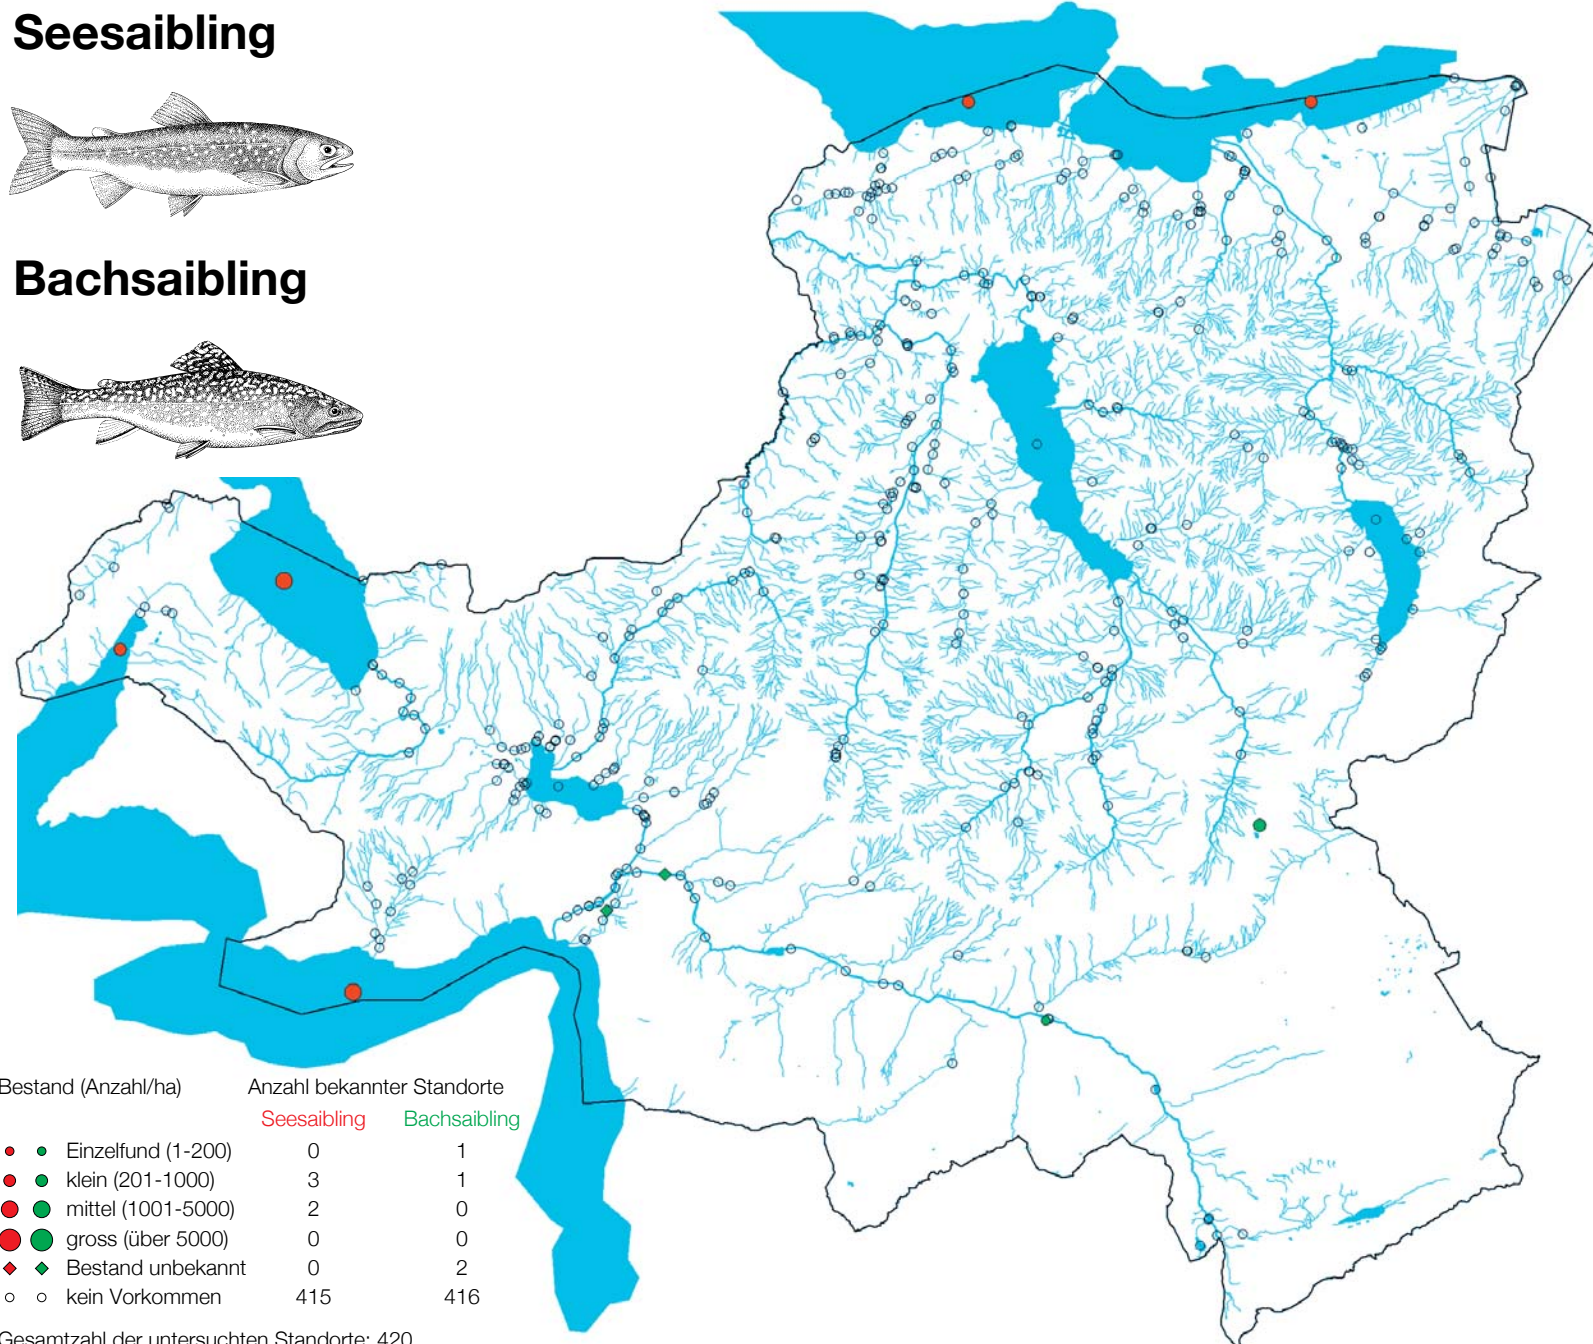 Seesaibling
Bachsaibling
Bestand (Anzahl/ha) Anzahl bekannter Standorte
Seesaibling Bachsaibling
Einzelfund (1-200) 0 1
klein (201-1000) 3 1
mittel (1001-5000) 2 0
gross (über 5000) 0 0
Bestand unbekannt 0 2
kein Vorkommen 415 416
Gesamtzahl der untersuchten Standorte: 420